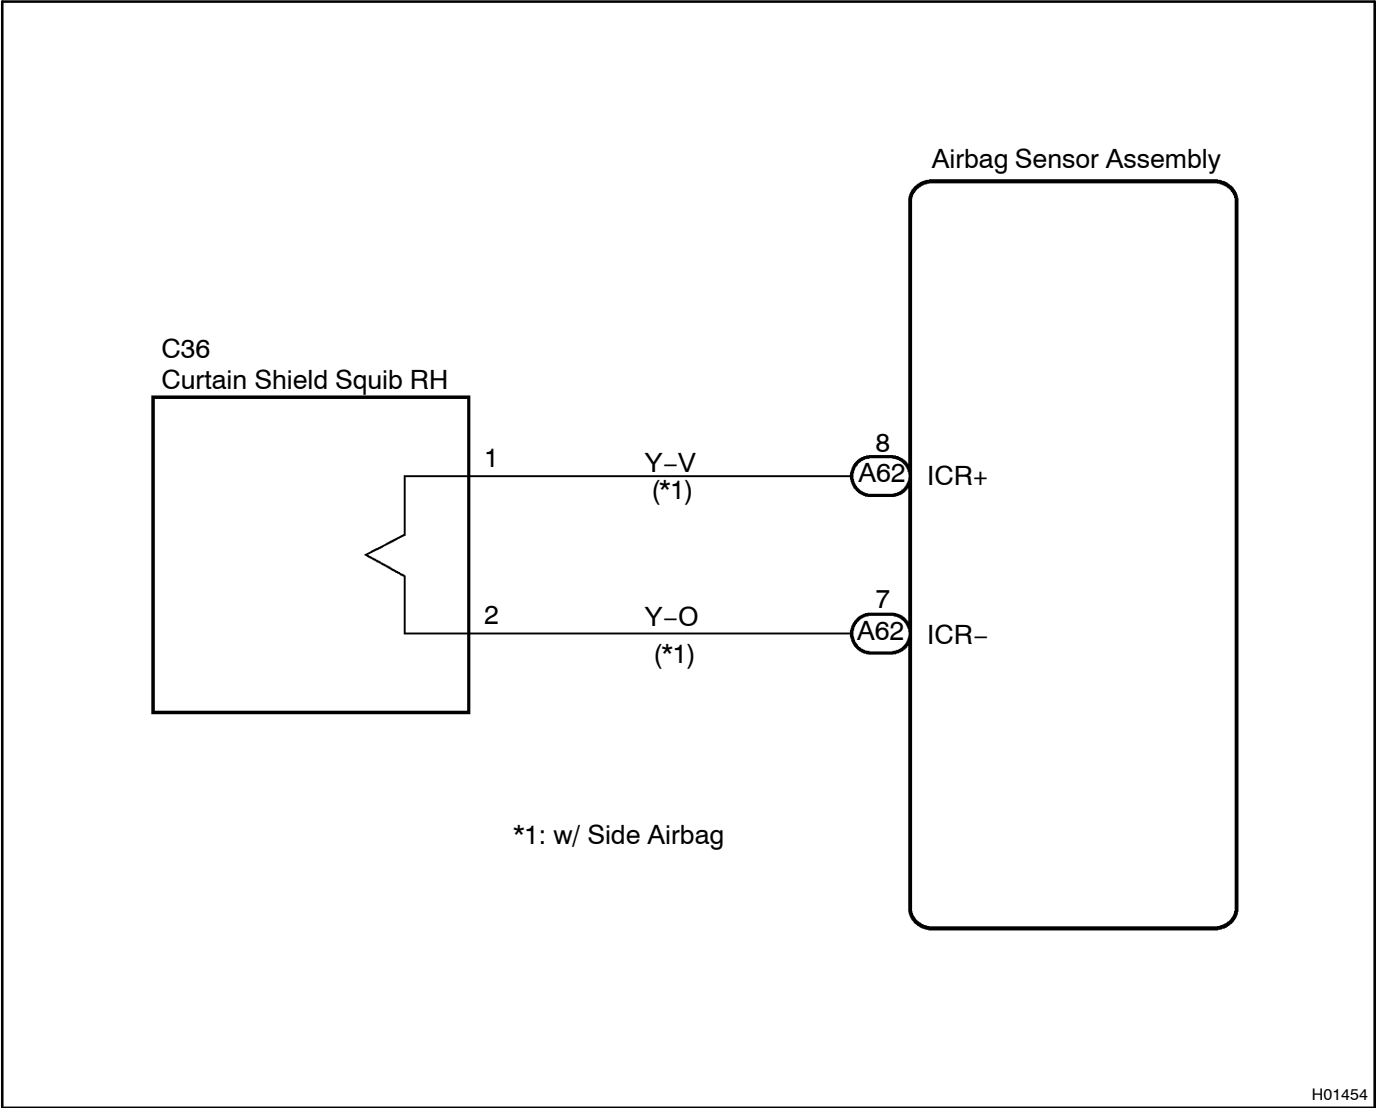 Airbag Sensor Assembly
C36
Curtain Shield Squib RH
1
Y−V
(*1)
8
A62
ICR+
2
Y−O
(*1)
7
A62
ICR−
*1: w/ Side Airbag
H01454